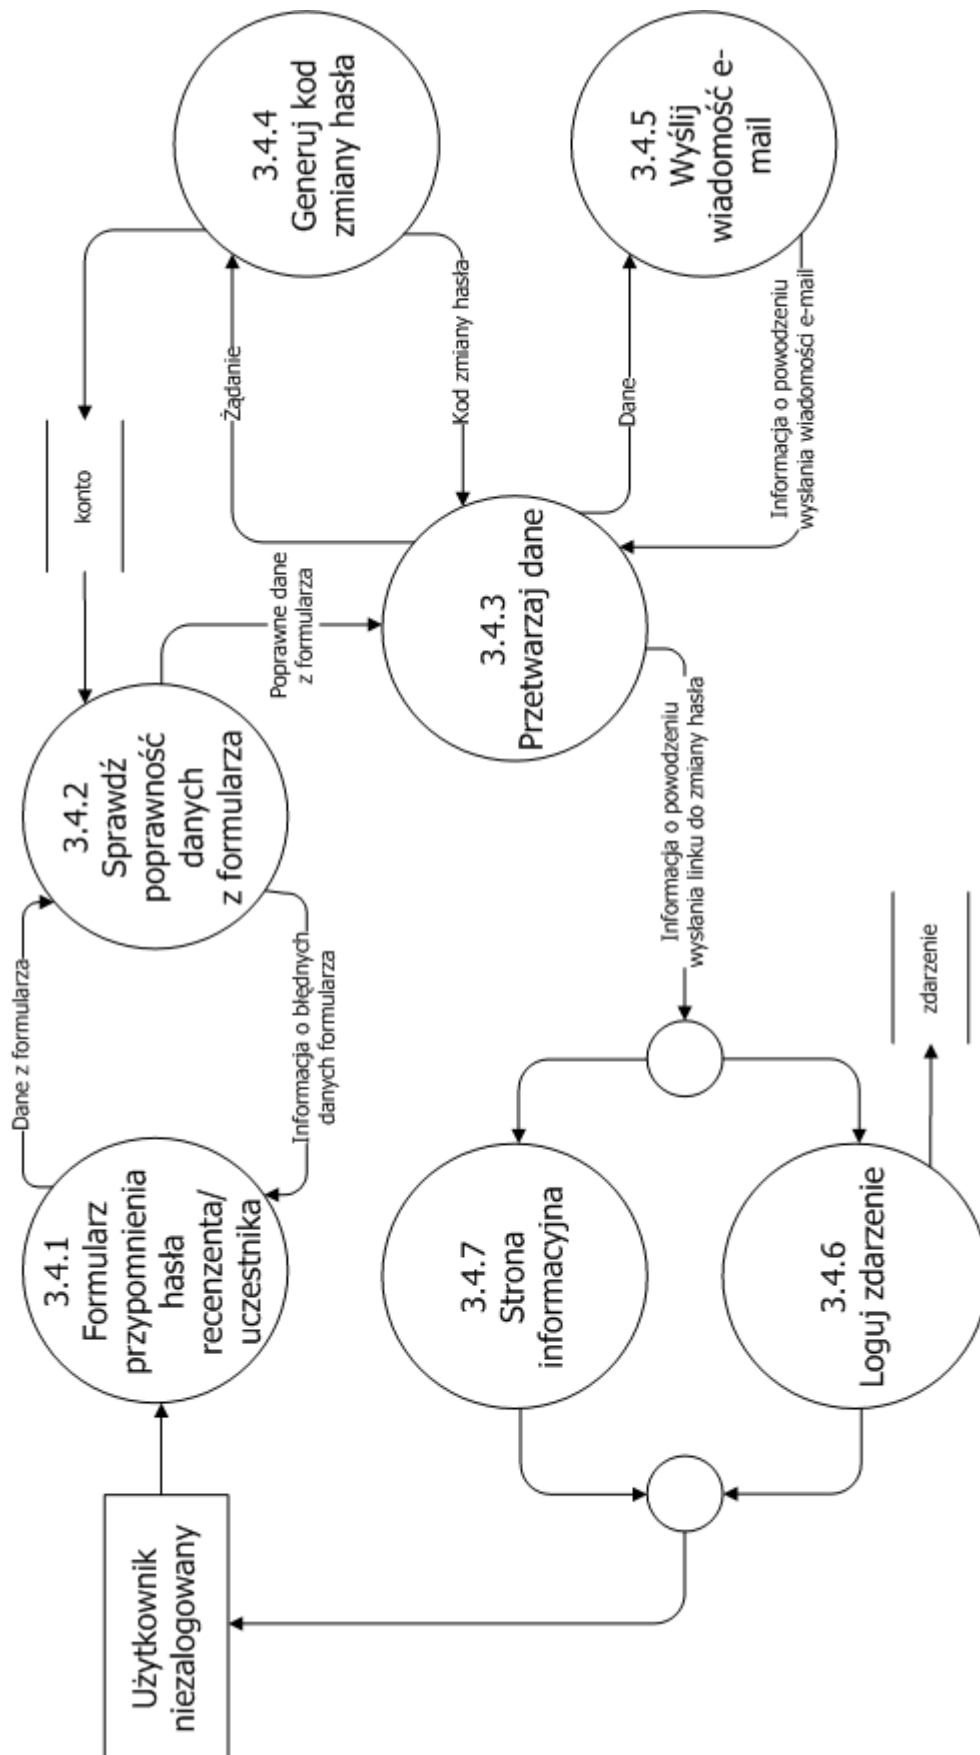 Użytkownik
niezalogowany
3.4.1
Formularz
przypomnienia
hasła
recenzenta/
uczestnika
Dane z formularza
Informacja o błędnych
danych formularza
3.4.2
Sprawdź
poprawność
danych
z formularza
konto
Poprawne dane
z formularza
3.4.4
Generuj kod
zmiany hasła
Żądanie
Kod zmiany hasła
3.4.3
Przetwarzaj dane
Dane
3.4.5
Wyślij
wiadomość e-
mail
Informacja o powodzeniu
wysłania wiadomości e-mail
Informacja o powodzeniu
wysłania linku do zmiany hasła
3.4.7
Strona
informacyjna
3.4.6
Loguj zdarzenie
zdarzenie